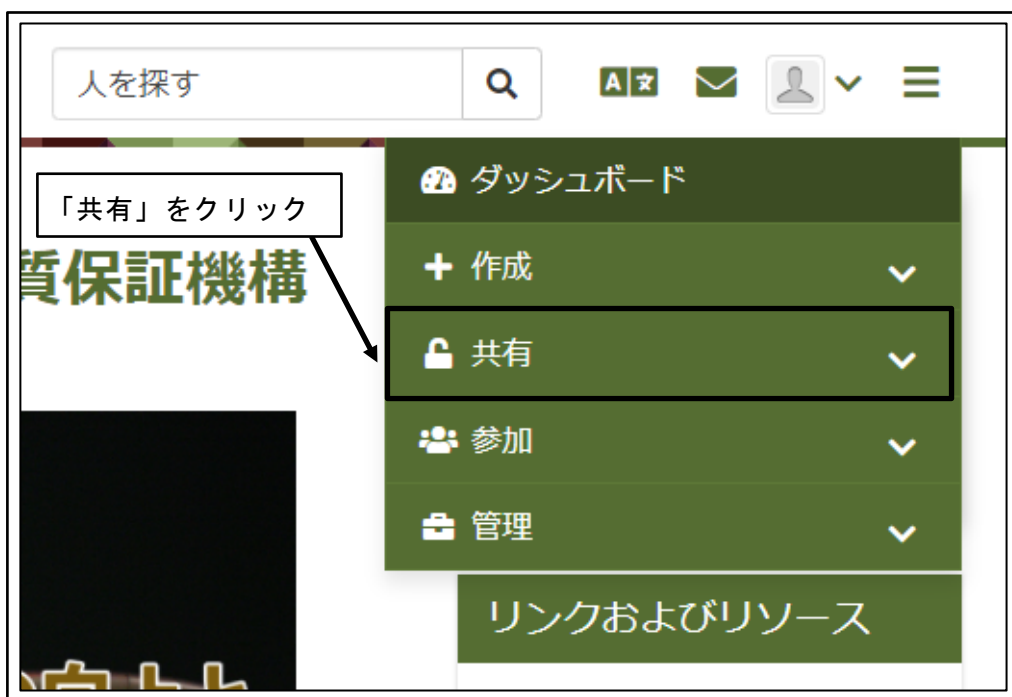 人を探す
ダッシュボード
「共有」をクリック
質保証機構
作成
共有
参加
管理
リンクおよびリソース